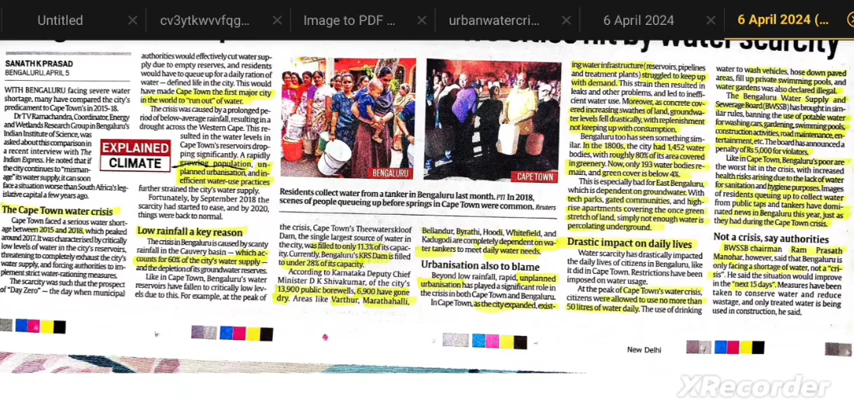 Untitled
cv3ytkwvvfqg...
Image to PDF ...
urbanwatercri...
6 April 2024
6 April 2024 (...
by water scarcity
SANATH K PRASAD
BENGALURU, APRIL 5
WITH BENGALURU facing severe water
shortage, many have compared the city's
predicament to Cape Town's in 2015-18.
Dr TV Ramachandra, Coordinator, Energy
and Wetlands Research Group in Bengaluru's
Indian Institute of Science, was
asked about this comparison in
a recent interview with The
Indian Express. He noted that if
the city continues to "misman-
age" its water supply, it can soon
face a situation worse than South Africa's leg-
islative capital a few years ago.
The Cape Town water crisis
Cape Town faced a serious water short-
age between 2015 and 2018, which peaked
around 2017. It was characterised by critically
low levels of water in the city's reservoirs,
threatening to completely exhaust the city's
water supply, and forcing authorities to im-
plement strict water-rationing measures.
The scarcity was such that the prospect
of "Day Zero" — the day when municipal
EXPLAINED
CLIMATE
authorities would effectively cut water sup-
ply due to empty reserves, and residents
would have to queue up for a daily ration of
water — defined life in the city. This would
have made Cape Town the first major city
in the world to "run out" of water.
The crisis was caused by a prolonged pe-
riod of below-average rainfall, resulting in a
drought across the Western Cape. This re-
sulted in the water levels in
Cape Town's reservoirs drop-
ping significantly. A rapidly
growing population, un-
planned urbanisation, and in-
efficient water-use practices
further strained the city's water supply.
Fortunately, by September 2018 the
scarcity had started to ease, and by 2020,
things were back to normal.
Low rainfall a key reason
The crisis in Bengaluru is caused by scanty
rainfall in the Cauvery basin — which ac-
counts for 60% of the city's water supply —
and the depletion of its groundwater reserves.
Like in Cape Town, Bengaluru's water
reservoirs have fallen to critically low lev-
els due to this. For example, at the peak of
BENGALURU
CAPE TOWN
Residents collect water from a tanker in Bengaluru last month. PTI In 2018,
scenes of people queueing up before springs in Cape Town were common. Reuters
the crisis, Cape Town's Theewaterskloof
Dam, the single largest source of water in
the city, was filled to only 11.3% of its capac-
ity. Currently, Bengaluru's KRS Dam is filled
to under 28% of its capacity.
According to Karnataka Deputy Chief
Minister D K Shivakumar, of the city's
13,900 public borewells, 6,900 have gone
dry. Areas like Varthur, Marathahalli,
Bellandur, Byrathi, Hoodi, Whitefield, and
Kadugodi are completely dependent on wa-
ter tankers to meet daily water needs.
Urbanisation also to blame
Beyond low rainfall, rapid, unplanned
urbanisation has played a significant role in
the crisis in both Cape Town and Bengaluru.
In Cape Town, as the city expanded, exist-
ing water infrastructure (reservoirs, pipelines
and treatment plants) struggled to keep up
with demand. This strain then resulted in
leaks and other problems, and led to ineffi-
cient water use. Moreover, as concrete cov-
ered increasing swathes of land, groundwa-
ter levels fell drastically, with replenishment
not keeping up with consumption.
Bengaluru too has seen something sim-
ilar. In the 1800s, the city had 1,452 water
bodies, with roughly 80% of its area covered
in greenery. Now, only 193 water bodies re-
main, and green cover is below 4%.
This is especially bad for East Bengaluru,
which is dependent on groundwater. With
tech parks, gated communities, and high-
rise apartments covering the once green
stretch of land, simply not enough water is
percolating underground.
Drastic impact on daily lives
Water scarcity has drastically impacted
the daily lives of citizens in Bengaluru, like
it did in Cape Town. Restrictions have been
imposed on water usage.
At the peak of Cape Town's water crisis,
citizens were allowed to use no more than
50 litres of water daily. The use of drinking
water to wash vehicles, hose down paved
areas, fill up private swimming pools, and
water gardens was also declared illegal.
The Bengaluru Water Supply and
Sewerage Board (BWSSB) has brought in sim-
ilar rules, banning the use of potable water
for washing cars, gardening, swimming pools,
construction activities, road maintenance, en-
tertainment, etc. The board has announced a
penalty of Rs 5,000 for violators.
Like in Cape Town, Bengaluru's poor are
the worst hit in the crisis, with increased
health risks arising due to the lack of water
for sanitation and hygiene purposes. Images
of residents queueing up to collect water
from public taps and tankers have domi-
nated news in Bengaluru this year, just as
they had during the Cape Town crisis.
Not a crisis, say authorities
BWSSB chairman Ram Prasath
Manohar, however, said that Bengaluru is
only facing a shortage of water, not a "cri-
sis". He said the situation would improve
in the "next 15 days". Measures have been
taken to conserve water and reduce
wastage, and only treated water is being
used in construction, he said.
New Delhi
XRecorder